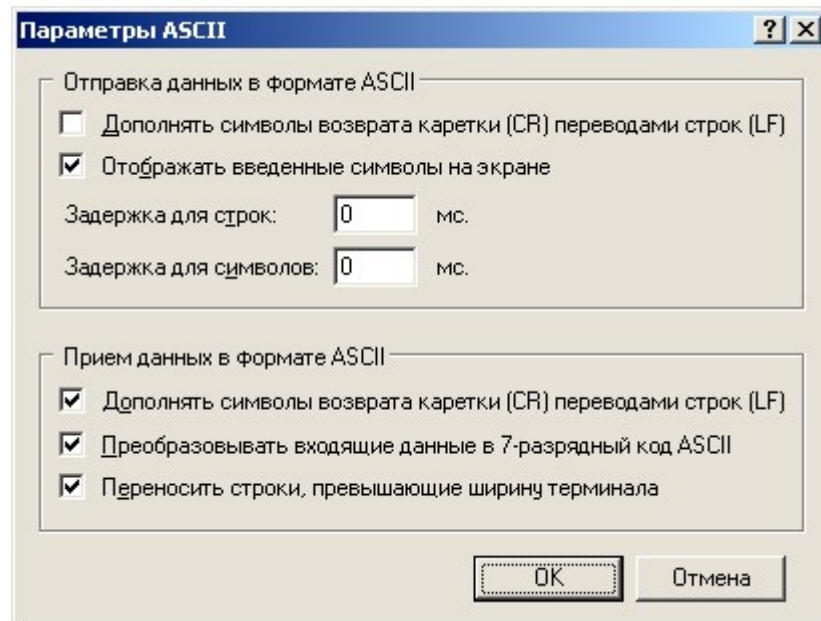 Параметры ASCII
Отправка данных в формате ASCII
Дополнять символы возврата каретки (CR) переводами строк (LF)
Отображать введенные символы на экране
Задержка для строк: 0 мс.
Задержка для символов: 0 мс.
Прием данных в формате ASCII
Дополнять символы возврата каретки (CR) переводами строк (LF)
Преобразовывать входящие данные в 7-разрядный код ASCII
Переносить строки, превышающие ширину терминала
OK Отмена